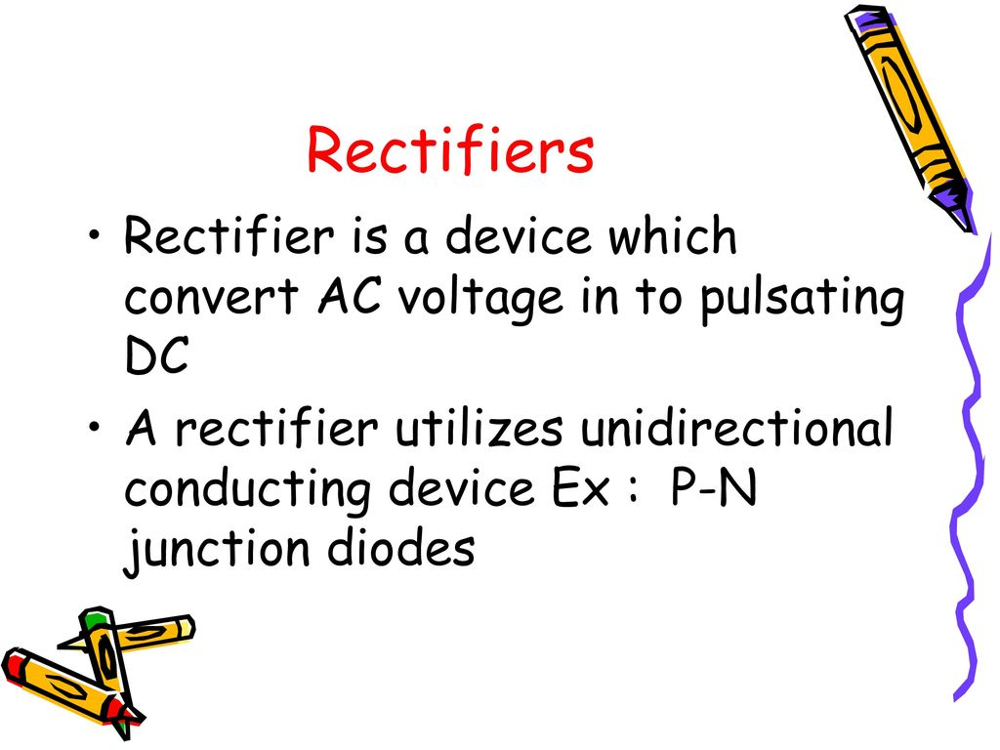 Rectifiers
• Rectifier is a device which
convert AC voltage in to pulsating
DC
• A rectifier utilizes unidirectional
conducting device Ex :  P-N
junction diodes